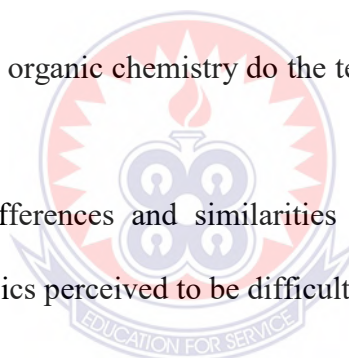 organic chemistry do the te
fferences and similarities
ics perceived to be difficult
EDUCATION FOR SERVICE